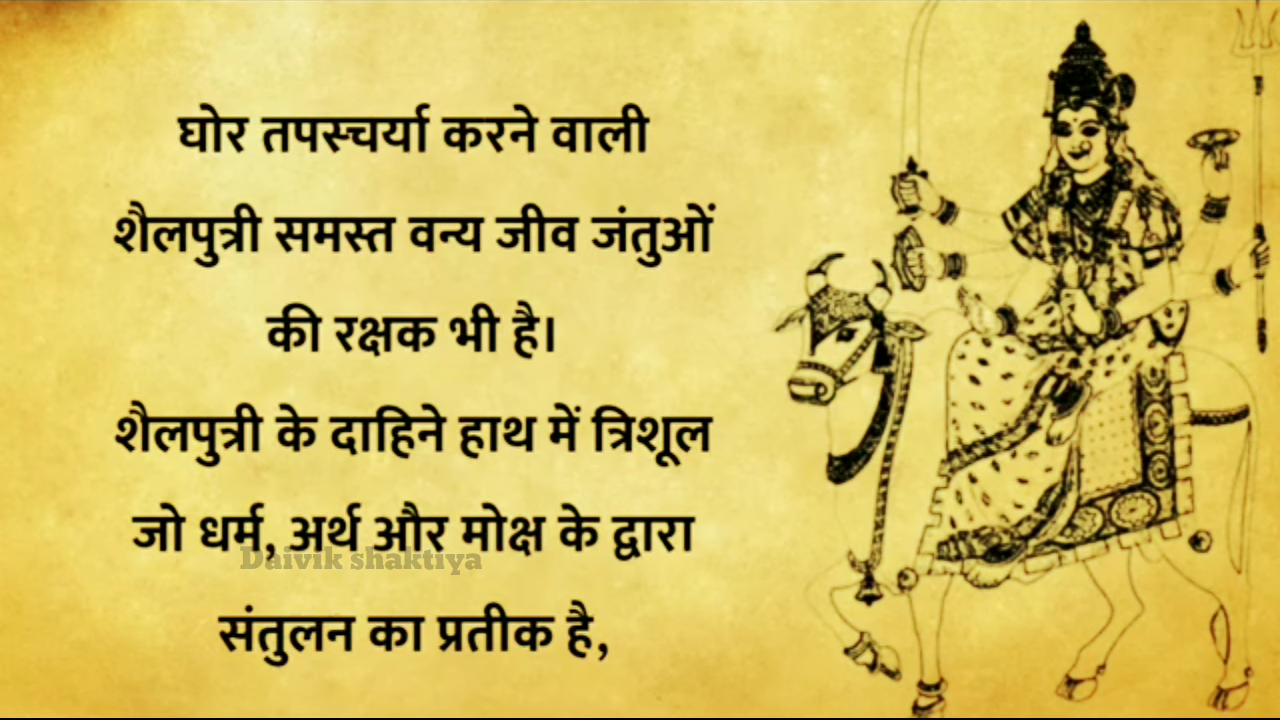 घोर तपस्चर्या करने वाली
शैलपुत्री समस्त वन्य जीव जंतुओं
की रक्षक भी है।
शैलपुत्री के दाहिने हाथ में त्रिशूल
जो धर्म, अर्थ और मोक्ष के द्वारा
Daivik shaktiya
संतुलन का प्रतीक है,